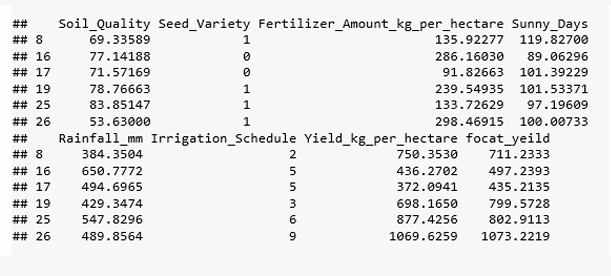 ##    Soil_Quality Seed_Variety Fertilizer_Amount_kg_per_hectare Sunny_Days
## 8      69.33589            1                        135.92277  119.82700
## 16     77.14188            0                        286.16030   89.06296
## 17     71.57169            0                         91.82663  101.39229
## 19     78.76663            1                        239.54935  101.53371
## 25     83.85147            1                        133.72629   97.19609
## 26     53.63000            1                        298.46915  100.00733
##    Rainfall_mm Irrigation_Schedule Yield_kg_per_hectare focat_yeild
## 8     384.3504                   2             750.3530    711.2333
## 16    650.7772                   5             436.2702    497.2393
## 17    494.6965                   5             372.0941    435.2135
## 19    429.3474                   3             698.1650    799.5728
## 25    547.8296                   6             877.4256    802.9113
## 26    489.8564                   9            1069.6259   1073.2219